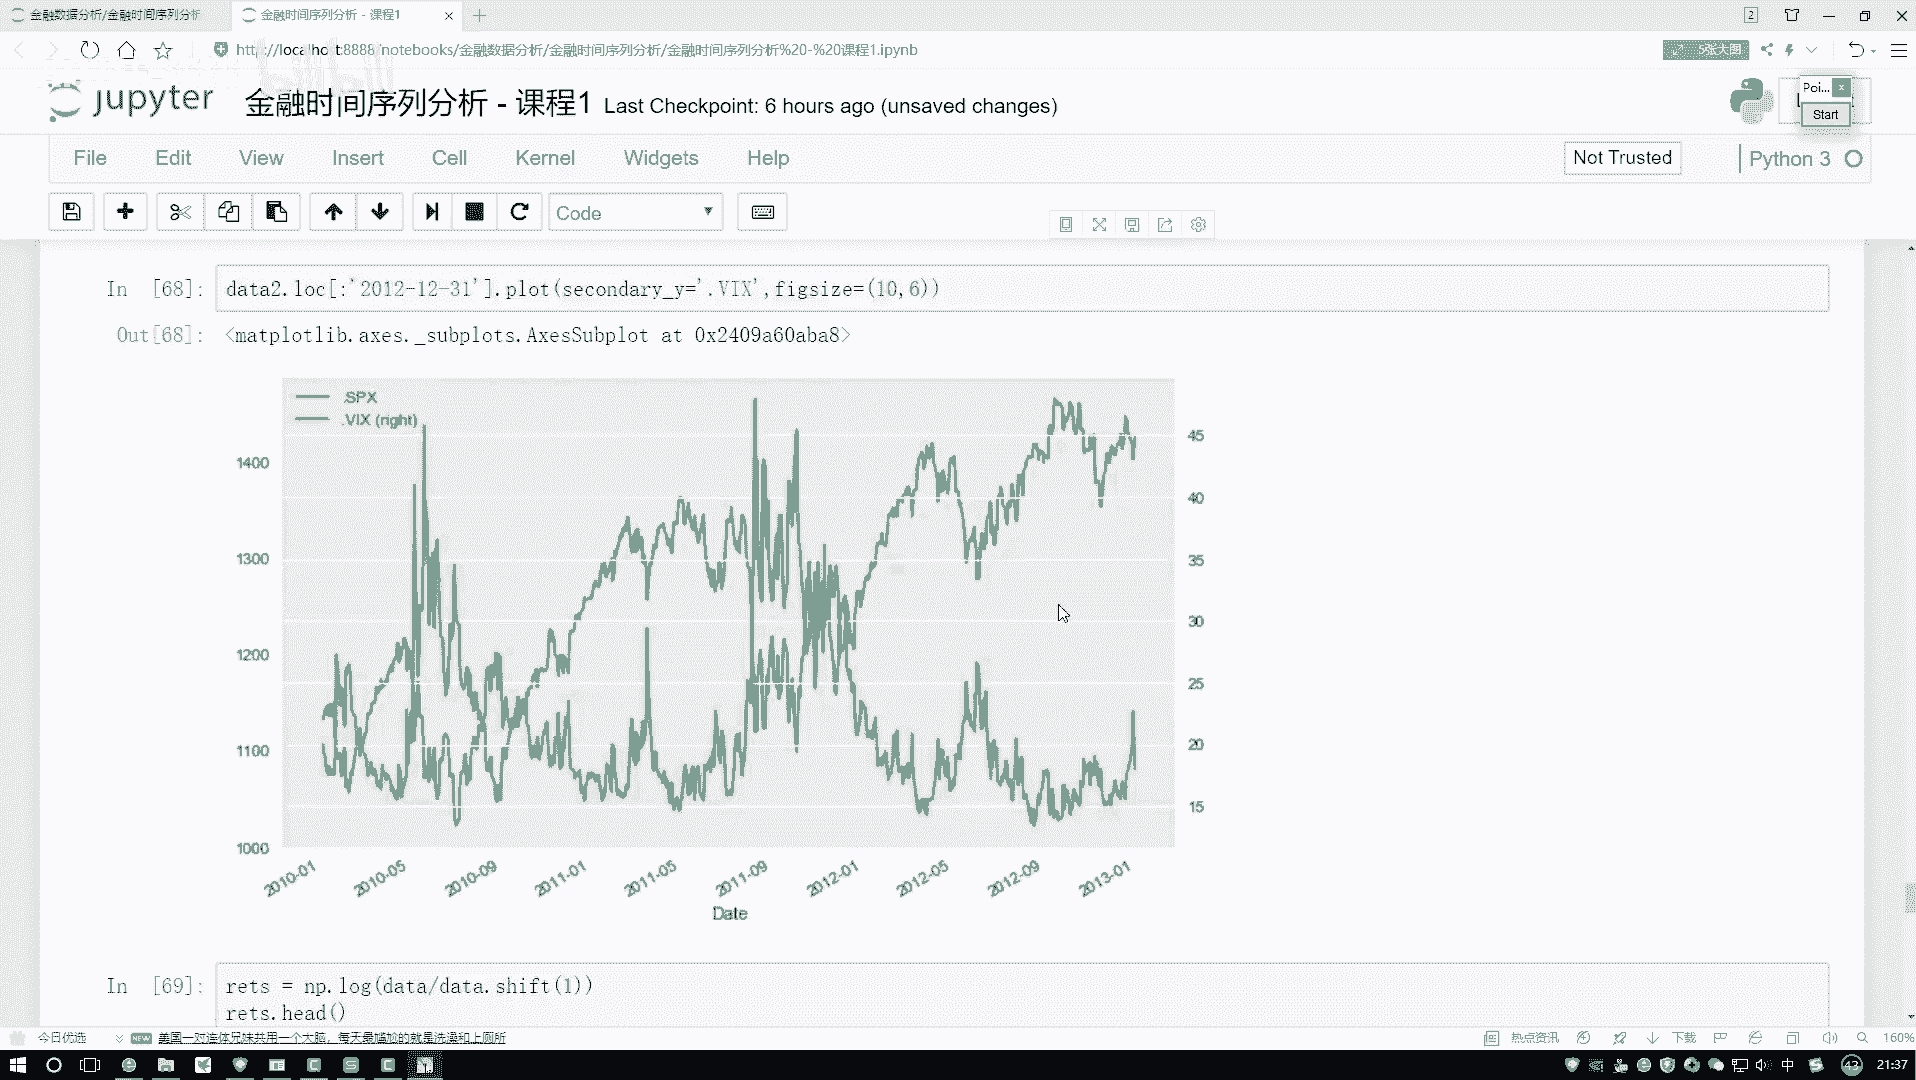 金融数据分析/金融时间序列分析
金融时间序列分析 - 课程1
2
http://localhost:8888/notebooks/金融数据分析/金融时间序列分析/金融时间序列分析%20-%20课程1.ipynb
5张大图
jupyter
金融时间序列分析 - 课程1 Last Checkpoint: 6 hours ago (unsaved changes)
Poi...
Start
File Edit View Insert Cell Kernel Widgets Help
Not Trusted
Python 3
Code
In [68]: data2.loc[:'2012-12-31'].plot(secondary_y='.VIX',figsize=(10,6))
Out[68]: <matplotlib.axes._subplots.AxesSubplot at 0x2409a60aba8>
.SPX
.VIX (right)
1400
1300
1200
1100
1000
45
40
35
30
25
20
15
2010-01 2010-05 2010-09 2011-01 2011-05 2011-09 2012-01 2012-05 2012-09 2013-01
Date
In [69]: rets = np.log(data/data.shift(1))
rets.head()
今日优选
NEW
美国一对连体兄妹共用一个大脑，每天最尴尬的就是洗澡和上厕所
热点资讯
下载
160%
中
43
21:37